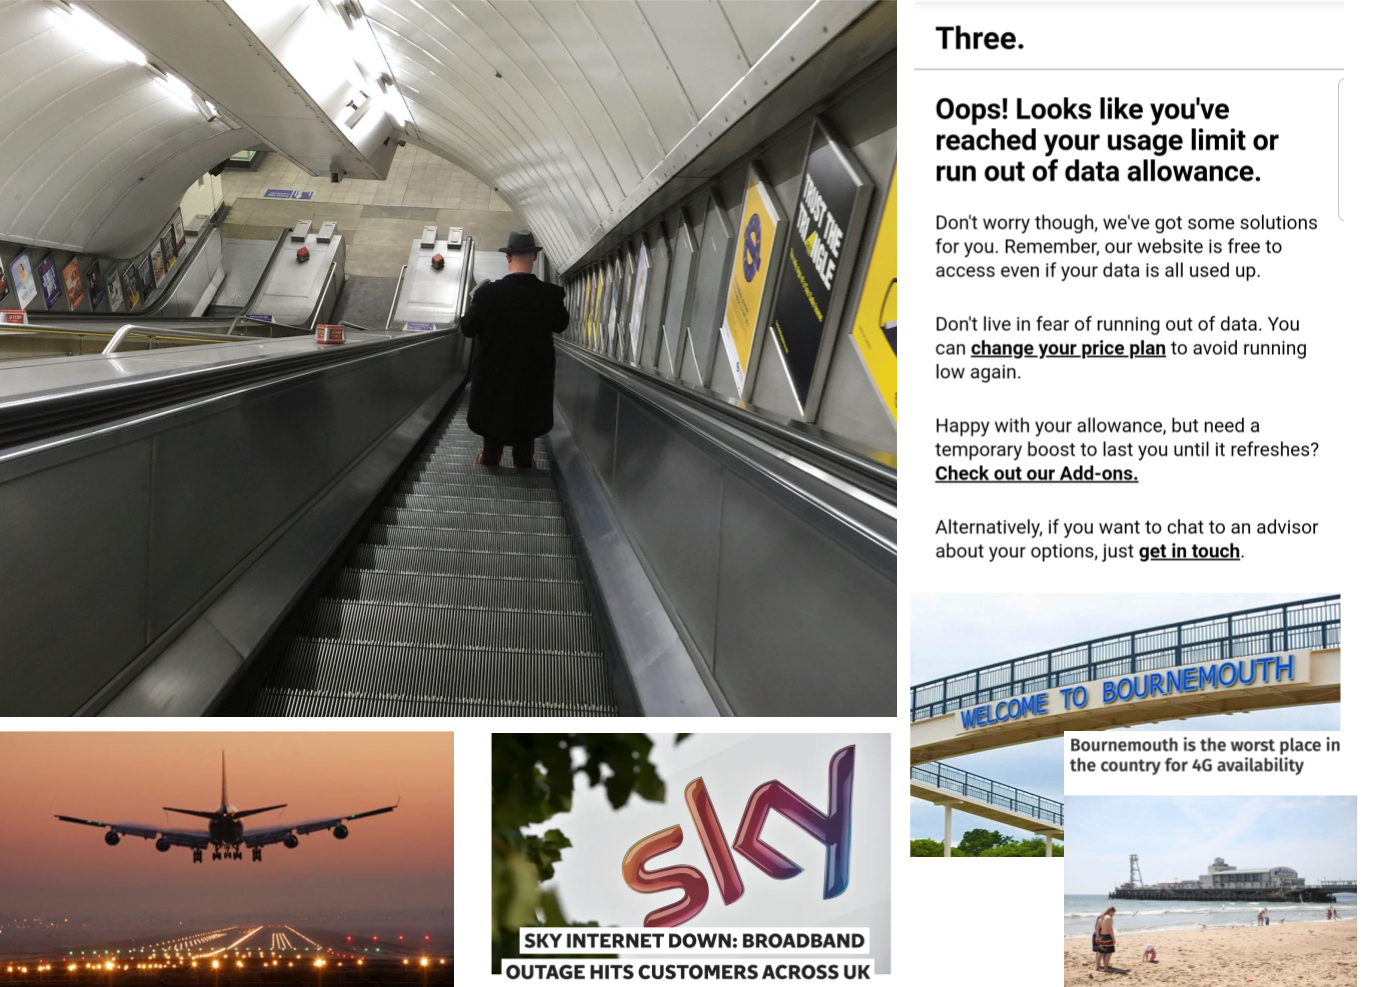 TRUST THE
TRIANGLE
Three.
Oops! Looks like you've
reached your usage limit or
run out of data allowance.
Don't worry though, we've got some solutions
for you. Remember, our website is free to
access even if your data is all used up.
Don't live in fear of running out of data. You
can change your price plan to avoid running
low again.
Happy with your allowance, but need a
temporary boost to last you until it refreshes?
Check out our Add-ons.
Alternatively, if you want to chat to an advisor
about your options, just get in touch.
WELCOME TO BOURNEMOUTH
Bournemouth is the worst place in
the country for 4G availability
sky
SKY INTERNET DOWN: BROADBAND
OUTAGE HITS CUSTOMERS ACROSS UK